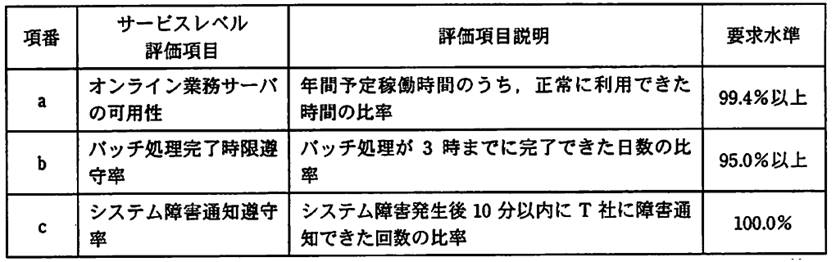 項番
サービスレベル
評価項目
評価項目説明
要求水準
a
オンライン業務サーバ
の可用性
年間予定稼働時間のうち，正常に利用できた
時間の比率
99.4%以上
b
バッチ処理完了時限遵
守率
バッチ処理が 3 時までに完了できた日数の比
率
95.0%以上
c
システム障害通知遵守
率
システム障害発生後 10 分以内に T 社に障害通
知できた回数の比率
100.0%